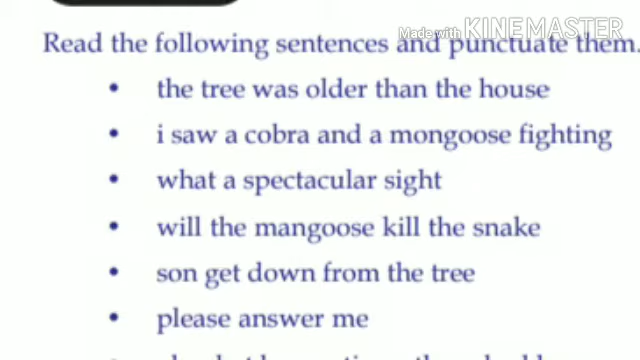 Made with KINEMASTER
Read the following sentences and punctuate them.
• the tree was older than the house
• i saw a cobra and a mongoose fighting
• what a spectacular sight
• will the mangoose kill the snake
• son get down from the tree
• please answer me